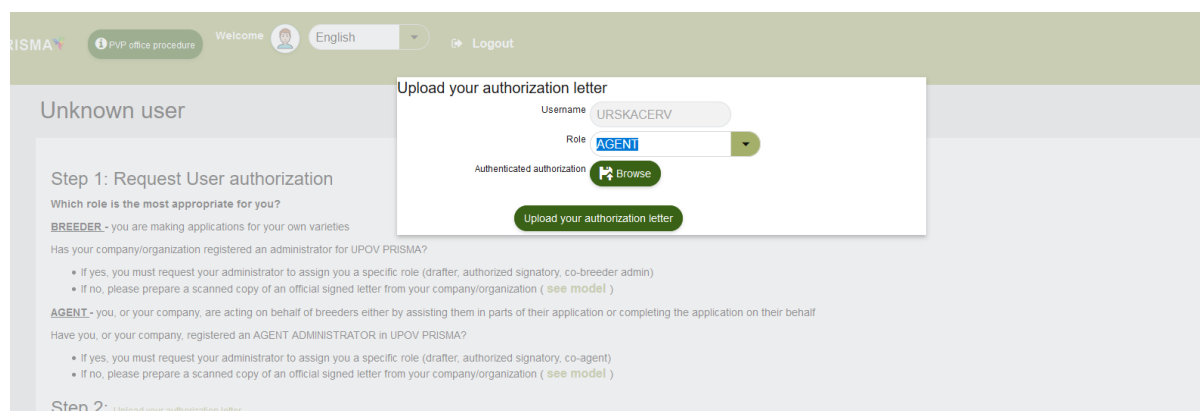 RISMA
PVP office procedure
Welcome
English
Logout
Upload your authorization letter
Username URSKACERV
Role AGENT
Authenticated authorization Browse
Upload your authorization letter
Unknown user
Step 1: Request User authorization
Which role is the most appropriate for you?
BREEDER - you are making applications for your own varieties
Has your company/organization registered an administrator for UPOV PRISMA?
• If yes, you must request your administrator to assign you a specific role (drafter, authorized signatory, co-breeder admin)
• If no, please prepare a scanned copy of an official signed letter from your company/organization ( see model )
AGENT - you, or your company, are acting on behalf of breeders either by assisting them in parts of their application or completing the application on their behalf
Have you, or your company, registered an AGENT ADMINISTRATOR in UPOV PRISMA?
• If yes, you must request your administrator to assign you a specific role (drafter, authorized signatory, co-agent)
• If no, please prepare a scanned copy of an official signed letter from your company/organization ( see model )
Step 2: Upload your authorization letter